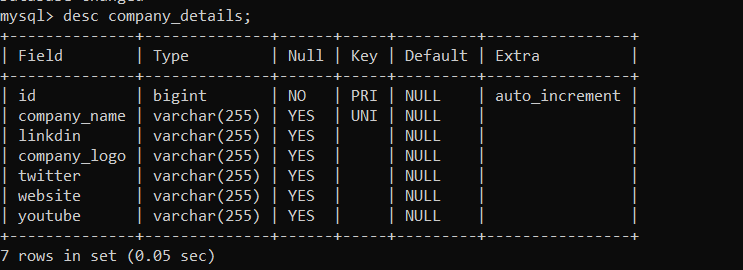 mysql> desc company_details;
+--------------+--------------+------+-----+---------+----------------+
| Field        | Type         | Null | Key | Default | Extra          |
+--------------+--------------+------+-----+---------+----------------+
| id           | bigint       | NO   | PRI | NULL    | auto_increment |
| company_name | varchar(255) | YES  | UNI | NULL    |                |
| linkdin      | varchar(255) | YES  |     | NULL    |                |
| company_logo | varchar(255) | YES  |     | NULL    |                |
| twitter      | varchar(255) | YES  |     | NULL    |                |
| website      | varchar(255) | YES  |     | NULL    |                |
| youtube      | varchar(255) | YES  |     | NULL    |                |
+--------------+--------------+------+-----+---------+----------------+
7 rows in set (0.05 sec)